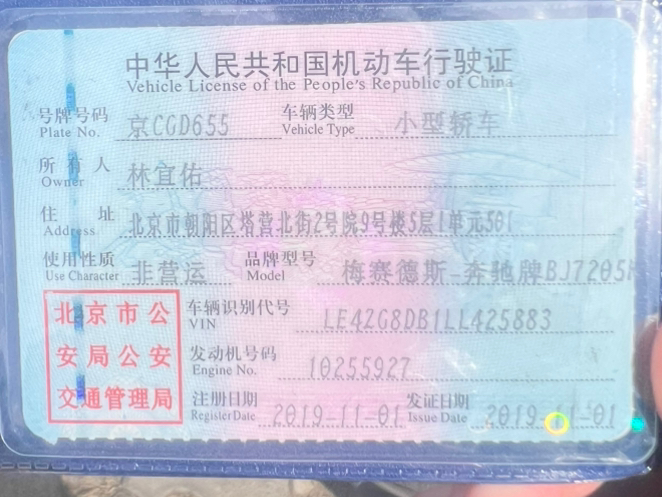 中华人民共和国机动车行驶证
Vehicle License of the People's Republic of China
号牌号码 京CGD655 车辆类型 小型轿车
Plate No. Vehicle Type
所有人 林宜佑
Owner
住址 北京市朝阳区塔营北街2号院9号楼5层1单元501
Address
使用性质 非营运 品牌型号 梅赛德斯-奔驰牌BJ7205
Use Character Model
北京市公
安局公安
交通管理局
车辆识别代号 LE42G8DB1LL425883
VIN
发动机号码 10255927
Engine No.
注册日期 2019-11-01 发证日期 2019-11-01
Register Date Issue Date